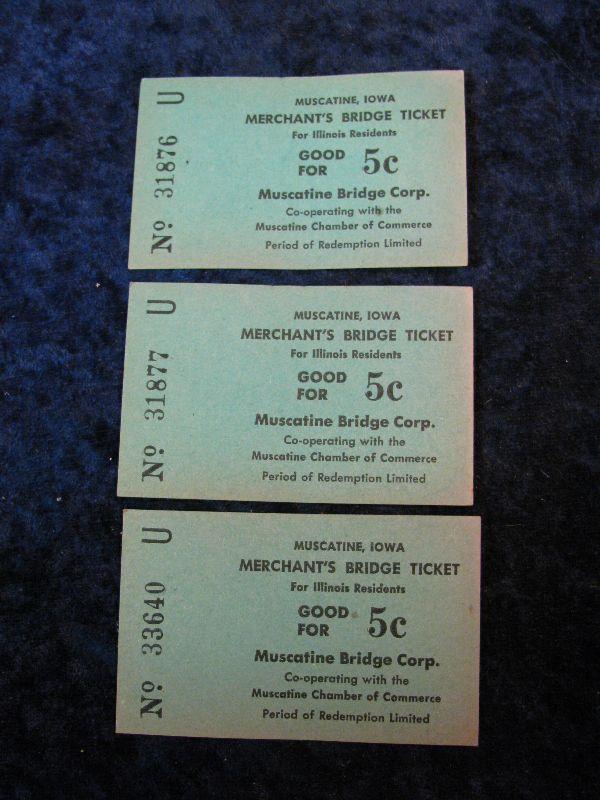 Nº 31876 U
MUSCATINE, IOWA
MERCHANT'S BRIDGE TICKET
For Illinois Residents
GOOD FOR 5c
Muscatine Bridge Corp.
Co-operating with the
Muscatine Chamber of Commerce
Period of Redemption Limited
Nº 31877 U
MUSCATINE, IOWA
MERCHANT'S BRIDGE TICKET
For Illinois Residents
GOOD FOR 5c
Muscatine Bridge Corp.
Co-operating with the
Muscatine Chamber of Commerce
Period of Redemption Limited
Nº 33640 U
MUSCATINE, IOWA
MERCHANT'S BRIDGE TICKET
For Illinois Residents
GOOD FOR 5c
Muscatine Bridge Corp.
Co-operating with the
Muscatine Chamber of Commerce
Period of Redemption Limited